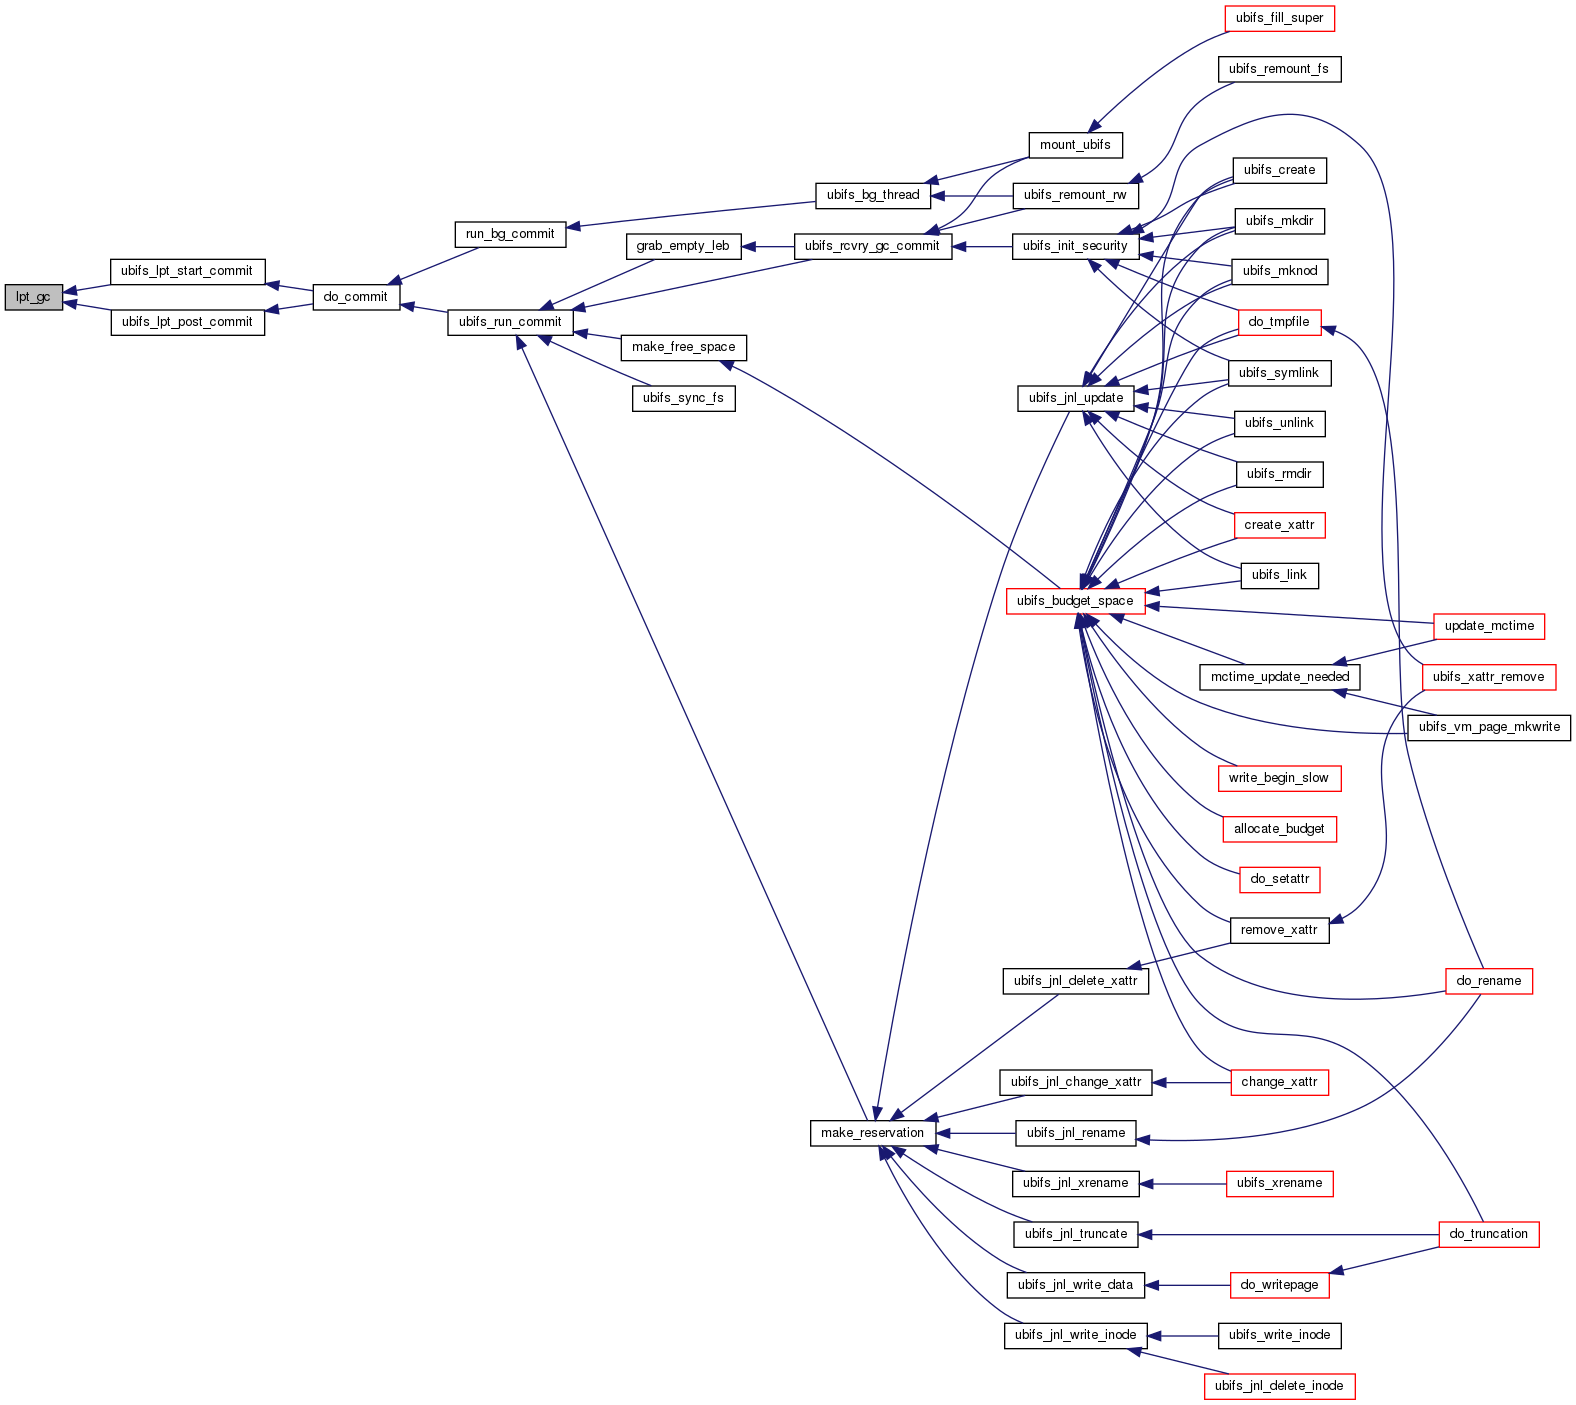 ubifs_fill_super
ubifs_remount_fs
mount_ubifs
ubifs_create
ubifs_bg_thread
ubifs_remount_rw
ubifs_mkdir
run_bg_commit
grab_empty_leb
ubifs_rcvry_gc_commit
ubifs_init_security
ubifs_mknod
ubifs_lpt_start_commit
lpt_gc
do_commit
ubifs_lpt_post_commit
ubifs_run_commit
do_tmpfile
make_free_space
ubifs_symlink
ubifs_sync_fs
ubifs_jnl_update
ubifs_unlink
ubifs_rmdir
create_xattr
ubifs_link
ubifs_budget_space
update_mctime
mctime_update_needed
ubifs_xattr_remove
ubifs_vm_page_mkwrite
write_begin_slow
allocate_budget
do_setattr
remove_xattr
ubifs_jnl_delete_xattr
do_rename
ubifs_jnl_change_xattr
change_xattr
make_reservation
ubifs_jnl_rename
ubifs_jnl_xrename
ubifs_xrename
ubifs_jnl_truncate
do_truncation
ubifs_jnl_write_data
do_writepage
ubifs_jnl_write_inode
ubifs_write_inode
ubifs_jnl_delete_inode